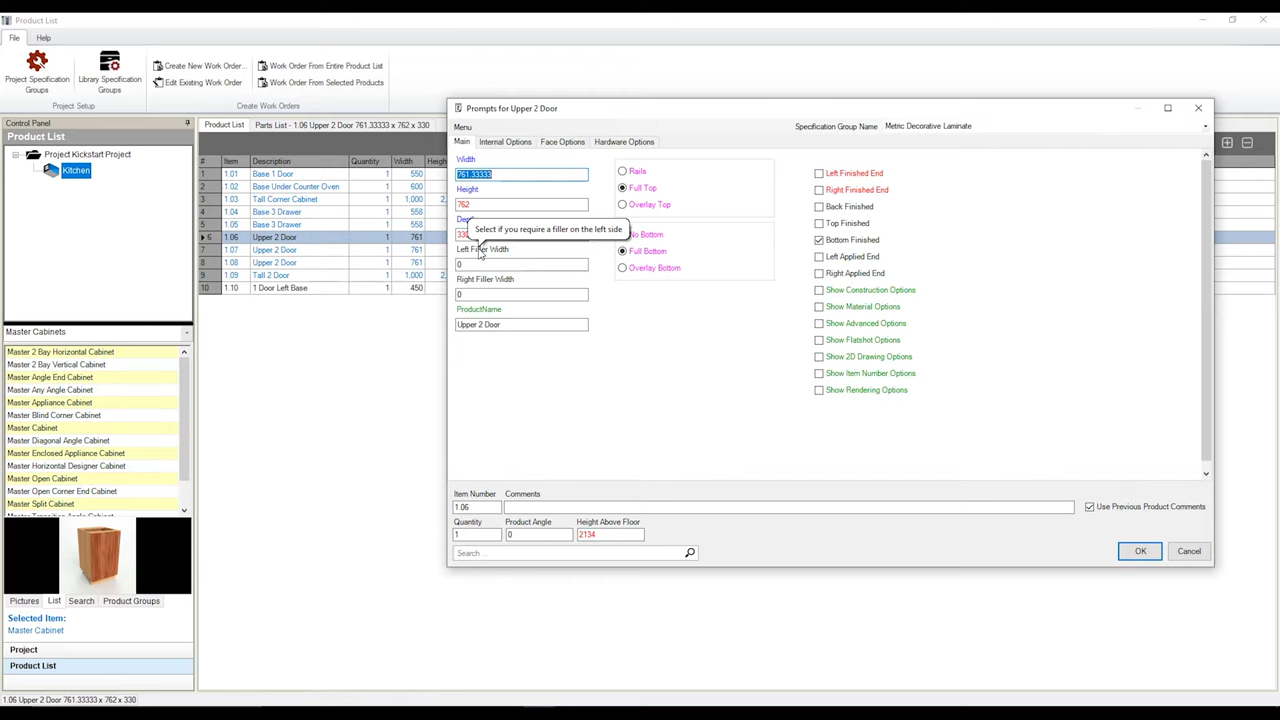 Product List
File Help
Project Specification Groups
Library Specification Groups
Project Setup
Create New Work Order...
Edit Existing Work Order
Work Order From Entire Product List
Work Order From Selected Products
Create Work Orders
Control Panel
Product List
Project Kickstart Project
Kitchen
Master Cabinets
Master 2 Bay Horizontal Cabinet
Master 2 Bay Vertical Cabinet
Master Angle End Cabinet
Master Any Angle Cabinet
Master Appliance Cabinet
Master Blind Corner Cabinet
Master Cabinet
Master Diagonal Angle Cabinet
Master Enclosed Appliance Cabinet
Master Horizontal Designer Cabinet
Master Open Cabinet
Master Open Corner End Cabinet
Master Split Cabinet
Pictures List Search Product Groups
Selected Item:
Master Cabinet
Project
Product List
1.06 Upper 2 Door 761.33333 x 762 x 330
Product List Parts List - 1.06 Upper 2 Door 761.33333 x 762 x 330
# Item Description Quantity Width
1 1.01 Base 1 Door 1 550
2 1.02 Base Under Counter Oven 1 600
3 1.03 Tall Corner Cabinet 1 1,000
4 1.04 Base 3 Drawer 1 550
5 1.05 Base 3 Drawer 1 550
6 1.06 Upper 2 Door 1 761
7 1.07 Upper 2 Door 1 761
8 1.08 Upper 2 Door 1 761
9 1.09 Tall 2 Door 1 1,000
10 1.10 1 Door Left Base 1 450
Prompts for Upper 2 Door
Menu
Specification Group Name Metric Decorative Laminate
Main Internal Options Face Options Hardware Options
Width
761.33333
Height
762
Select if you require a filler on the left side
Left Filler Width
0
Right Filler Width
0
ProductName
Upper 2 Door
Rails
Full Top
Overlay Top
No Bottom
Full Bottom
Overlay Bottom
Left Finished End
Right Finished End
Back Finished
Top Finished
Bottom Finished
Left Applied End
Right Applied End
Show Construction Options
Show Material Options
Show Advanced Options
Show Flatshot Options
Show 2D Drawing Options
Show Item Number Options
Show Rendering Options
Item Number Comments
1.06
Use Previous Product Comments
Quantity Product Angle Height Above Floor
1 0 2134
Search ...
OK Cancel